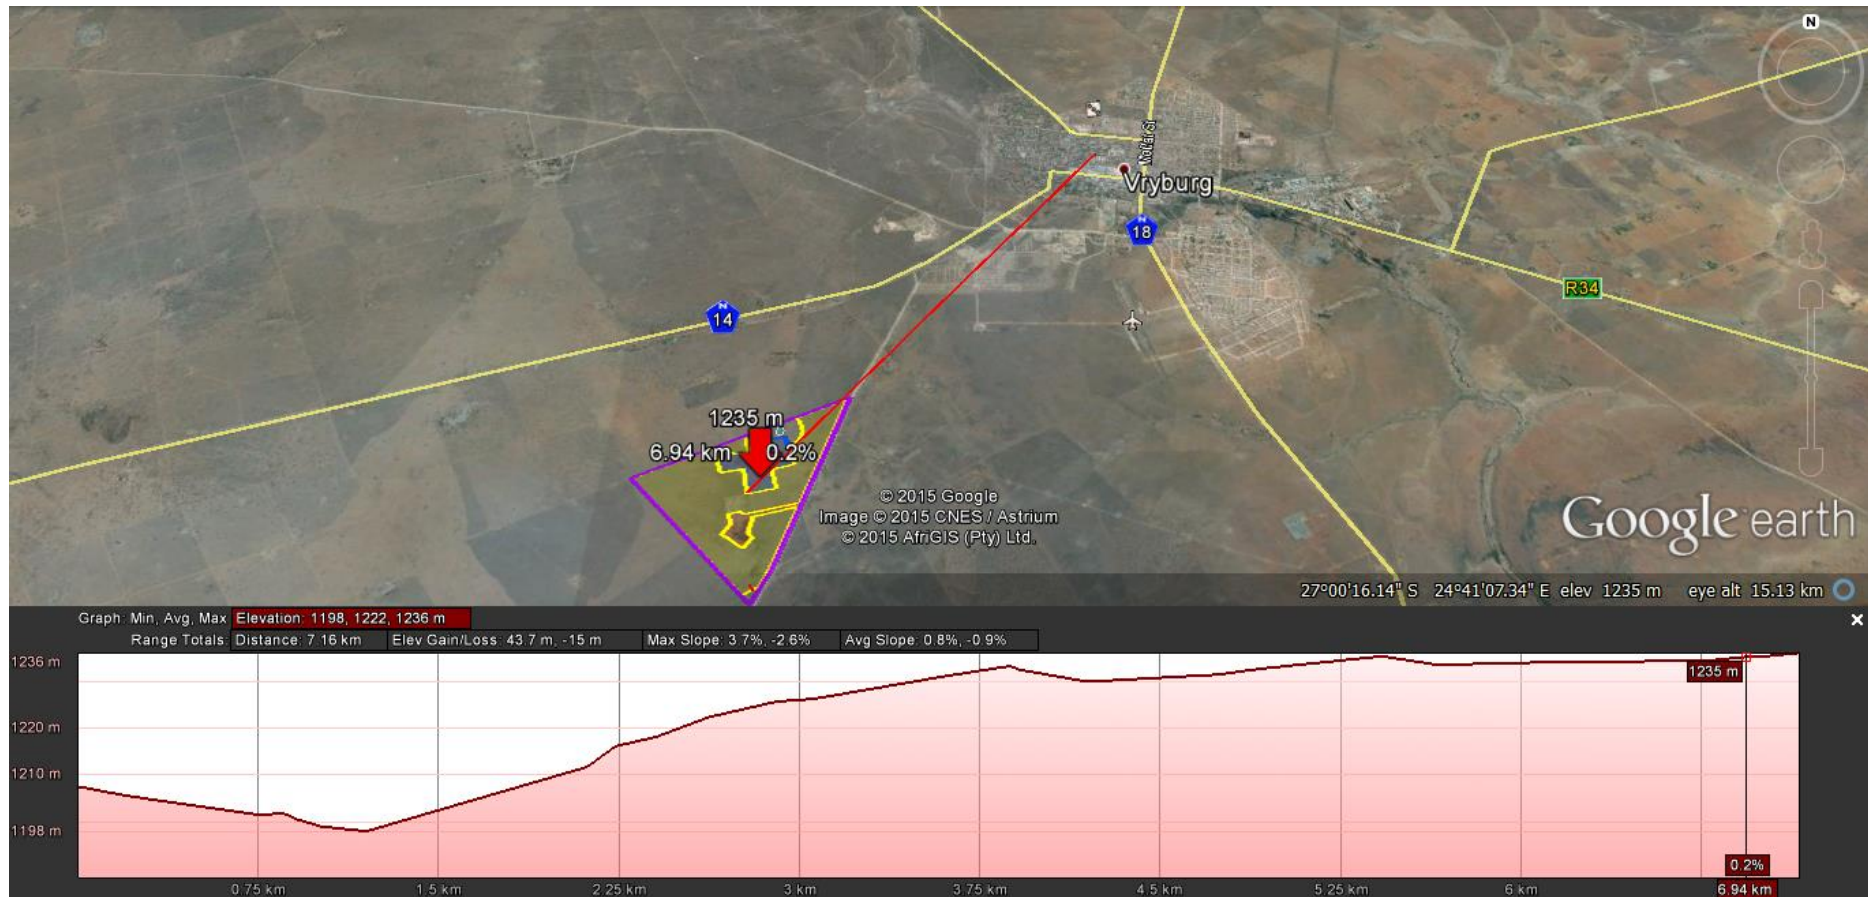 N
McLlair St
Vryburg
N
18
R34
N
14
1235 m
6.94 km 0.2%
© 2015 Google
Image © 2015 CNES / Astrium
© 2015 AfriGIS (Pty) Ltd.
Google earth
27°00'16.14" S 24°41'07.34" E elev 1235 m eye alt 15.13 km
Graph: Min, Avg, Max Elevation: 1198, 1222, 1236 m
Range Totals: Distance: 7.16 km Elev Gain/Loss: 43.7 m, -15 m Max Slope: 3.7%, -2.6% Avg Slope: 0.8%, -0.9%
1236 m
1235 m
1220 m
1210 m
1198 m
0.2%
0.75 km 1.5 km 2.25 km 3 km 3.75 km 4.5 km 5.25 km 6 km 6.94 km